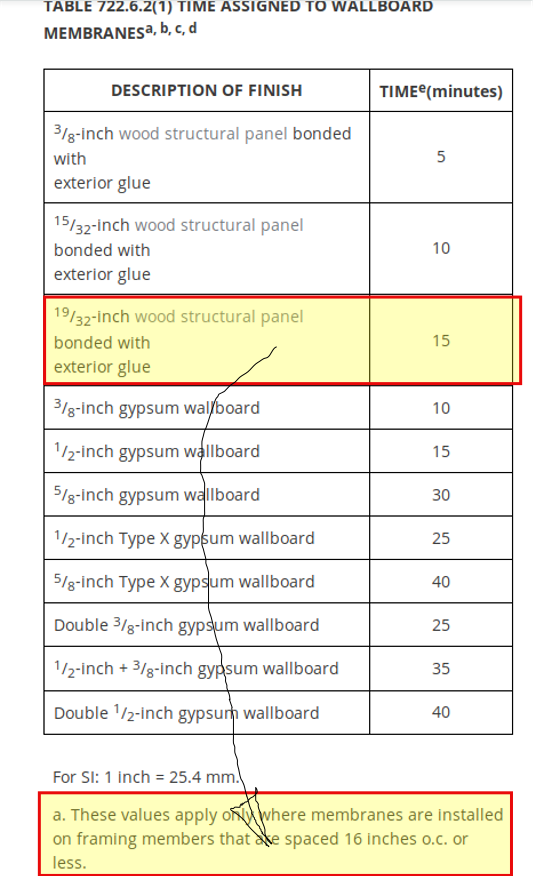 TABLE 722.6.2(1) TIME ASSIGNED TO WALLBOARD
MEMBRANESa, b, c, d
DESCRIPTION OF FINISH TIMEe(minutes)
3/8-inch wood structural panel bonded
with
exterior glue
5
15/32-inch wood structural panel
bonded with
exterior glue
10
19/32-inch wood structural panel
bonded with
exterior glue
15
3/8-inch gypsum wallboard 10
1/2-inch gypsum wallboard 15
5/8-inch gypsum wallboard 30
1/2-inch Type X gypsum wallboard 25
5/8-inch Type X gypsum wallboard 40
Double 3/8-inch gypsum wallboard 25
1/2-inch + 3/8-inch gypsum wallboard 35
Double 1/2-inch gypsum wallboard 40
For SI: 1 inch = 25.4 mm.
a. These values apply only where membranes are installed
on framing members that are spaced 16 inches o.c. or
less.